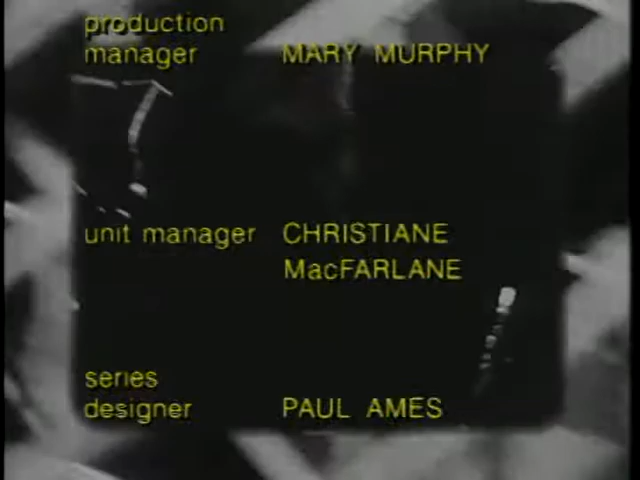 production
manager MARY MURPHY
unit manager CHRISTIANE
MacFARLANE
series
designer PAUL AMES